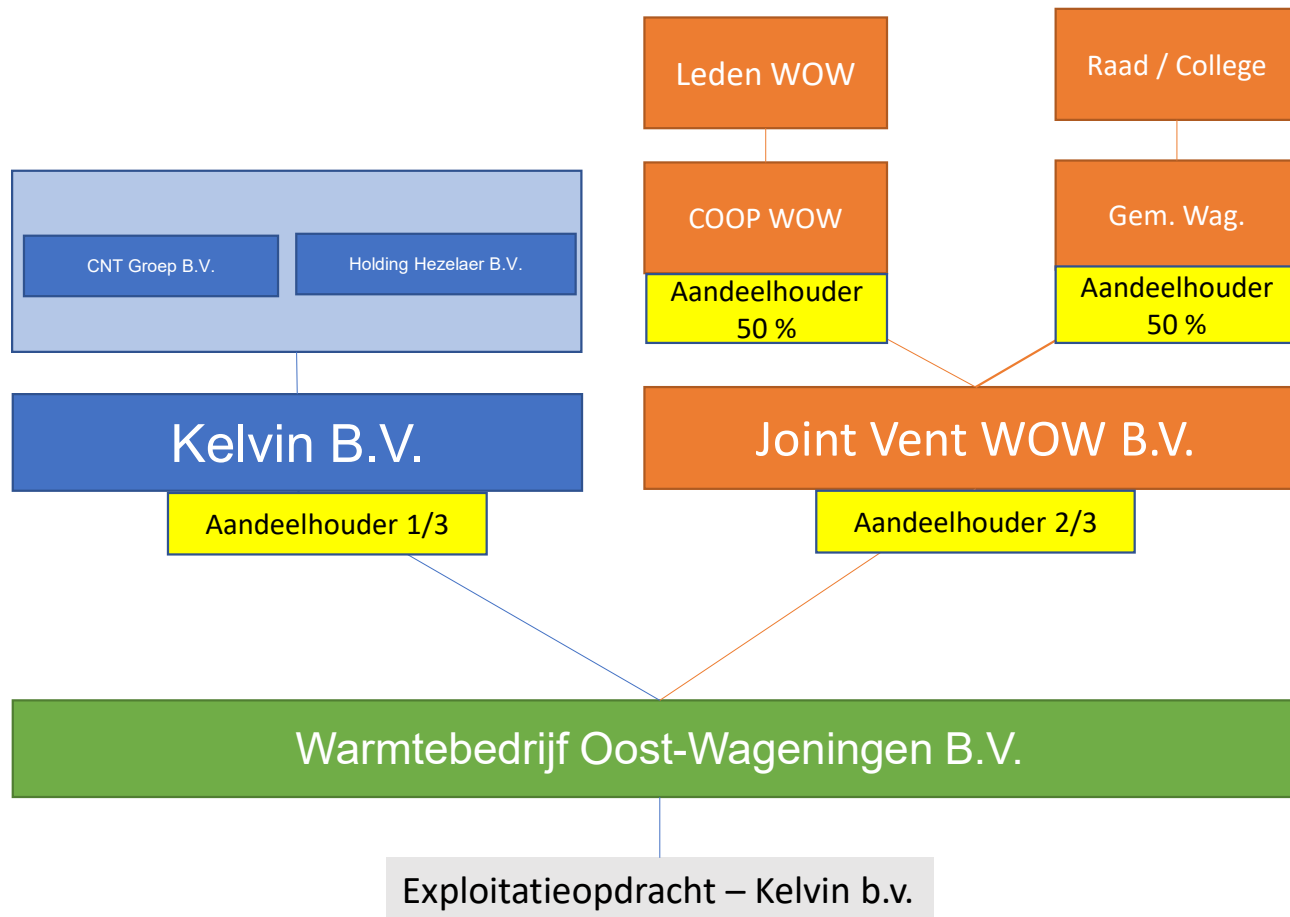 Leden WOW
Raad / College
COOP WOW
Gem. Wag.
CNT Groep B.V.
Holding Hezelaer B.V.
Aandeelhouder
50 %
Aandeelhouder
50 %
Kelvin B.V.
Joint Vent WOW B.V.
Aandeelhouder 1/3
Aandeelhouder 2/3
Warmtebedrijf Oost-Wageningen B.V.
Exploitatieopdracht – Kelvin b.v.